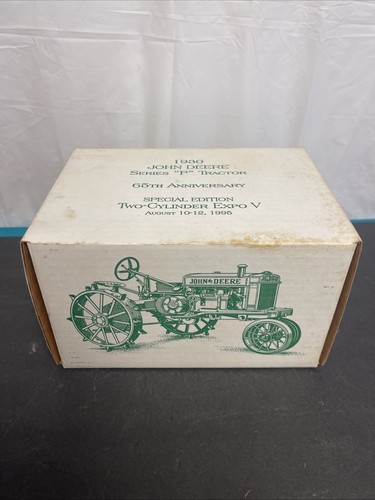 1930
JOHN DEERE
SERIES "P" TRACTOR
65TH ANNIVERSARY
SPECIAL EDITION
TWO-CYLINDER EXPO V
AUGUST 10-12, 1995
JOHN DEERE